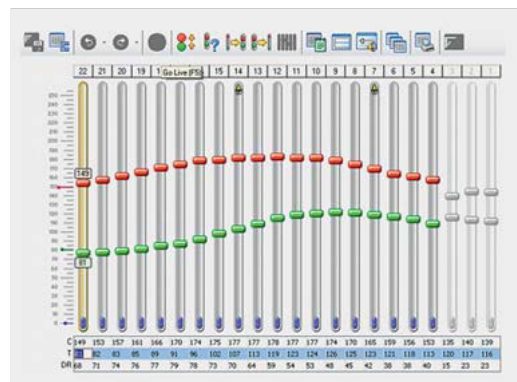 22 21 20 19 1 Go Live (F5) 15 14 13 12 11 10 9 8 7 6 5 4 3 2 1
149
81
C 149 153 157 161 166 170 174 175 177 177 178 177 177 174 170 165 159 156 153 135 140 139
T 81 82 83 85 89 91 96 102 107 113 119 123 124 126 125 123 121 118 113 120 117 116
DR 68 71 74 76 77 79 78 73 70 64 59 54 53 48 45 42 38 38 40 15 23 23